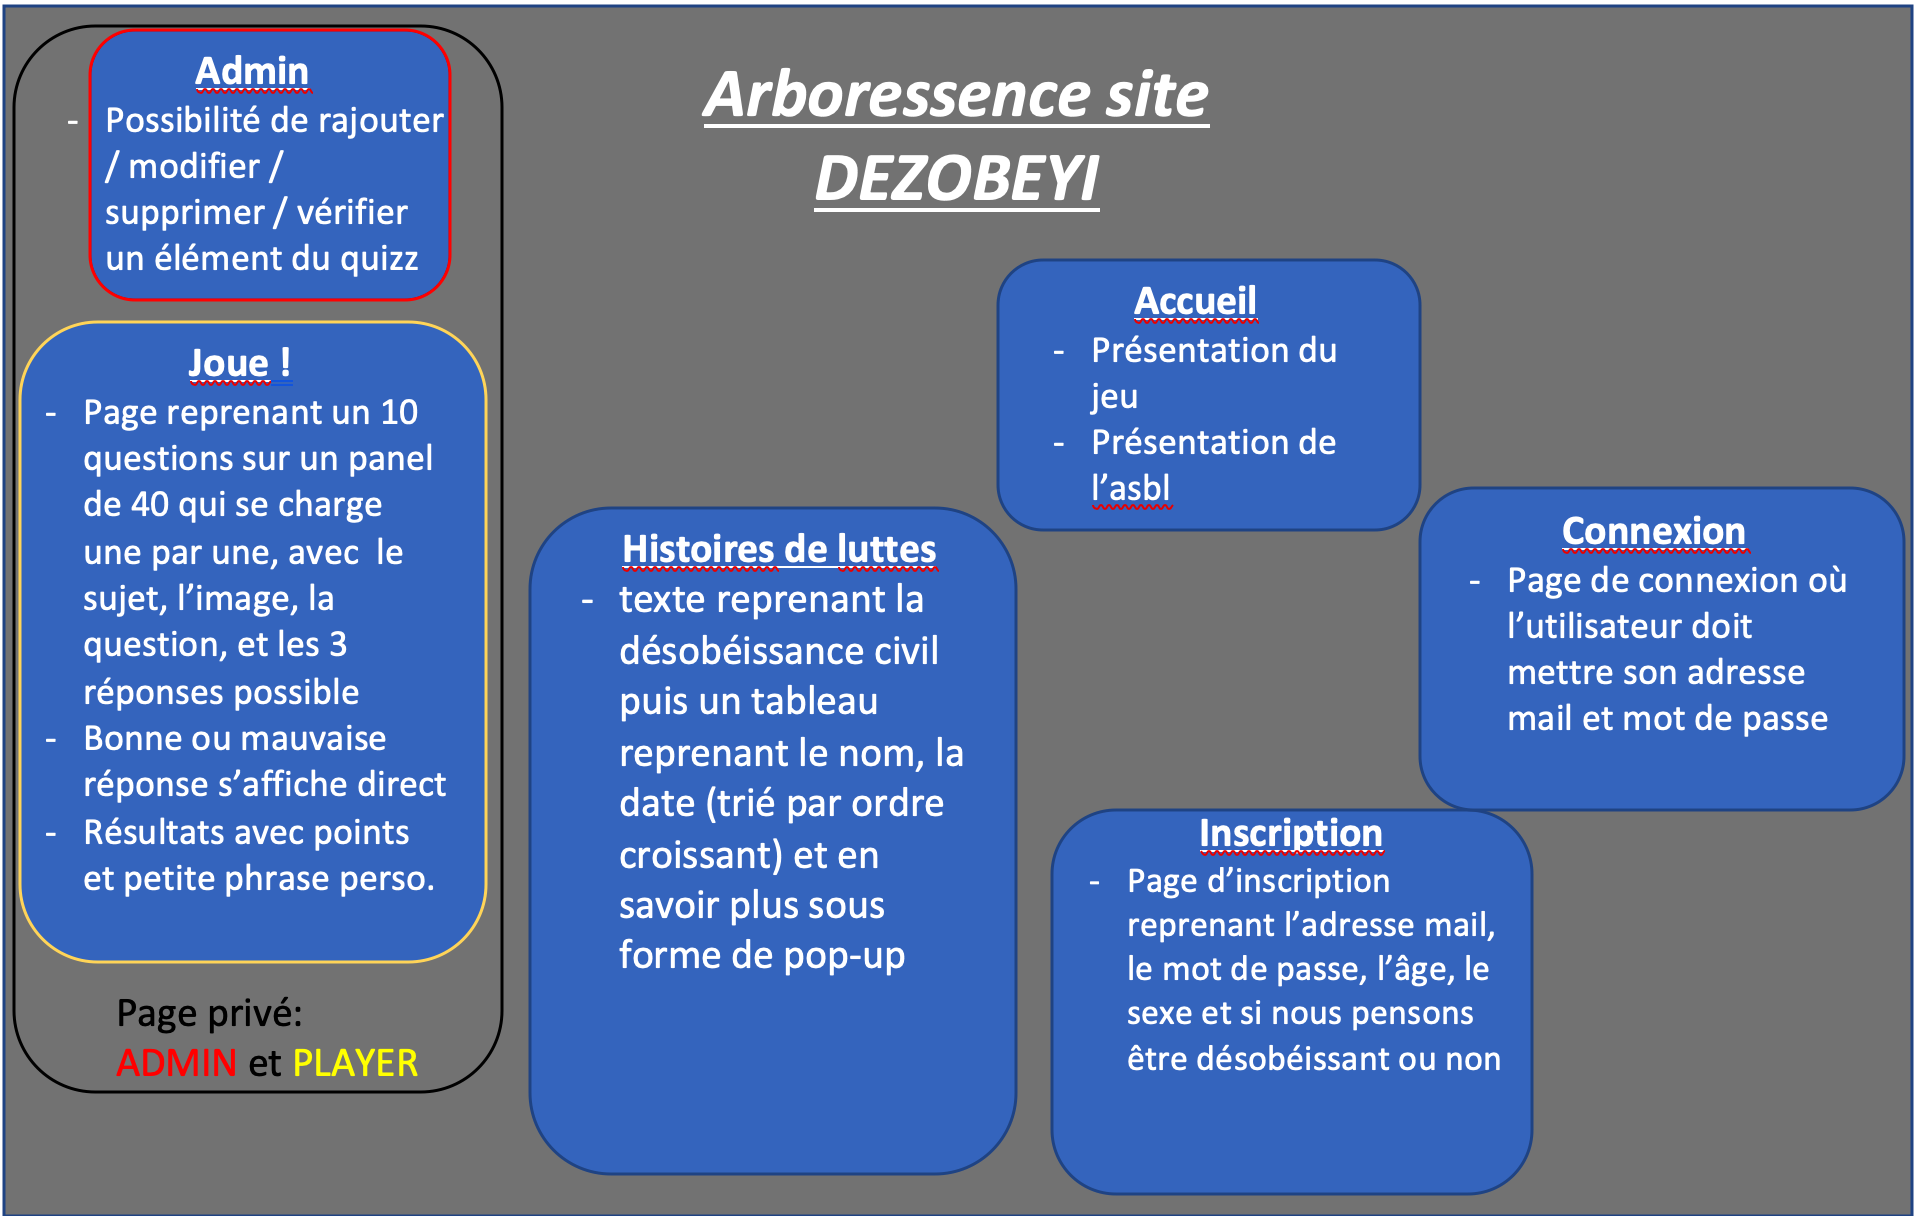 Arboressence site
DEZOBEYI
Admin
- Possibilité de rajouter
/ modifier /
supprimer / vérifier
un élément du quizz
Joue !
- Page reprenant un 10
questions sur un panel
de 40 qui se charge
une par une, avec le
sujet, l’image, la
question, et les 3
réponses possible
- Bonne ou mauvaise
réponse s’affiche direct
- Résultats avec points
et petite phrase perso.
Page privé:
ADMIN et PLAYER
Histoires de luttes
- texte reprenant la
désobéissance civil
puis un tableau
reprenant le nom, la
date (trié par ordre
croissant) et en
savoir plus sous
forme de pop-up
Accueil
- Présentation du
jeu
- Présentation de
l’asbl
Connexion
- Page de connexion où
l’utilisateur doit
mettre son adresse
mail et mot de passe
Inscription
- Page d’inscription
reprenant l’adresse mail,
le mot de passe, l’âge, le
sexe et si nous pensons
être désobéissant ou non